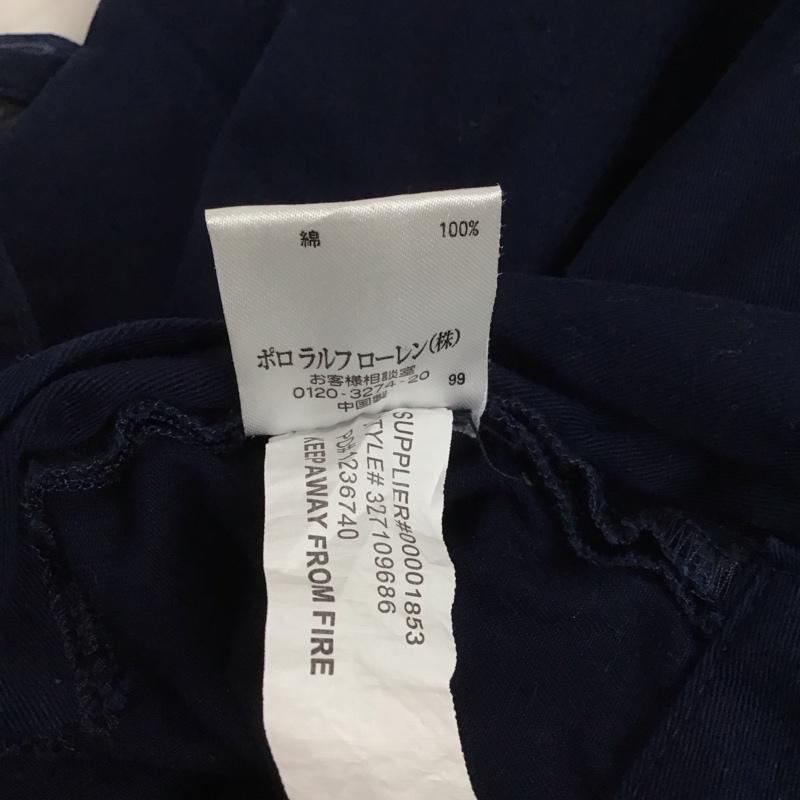 綿 100%
ポロ ラルフ ローレン(株)
お客様相談室
0120-3274-20 99
中国製
SUPPLIER#00001853
STYLE# 327109686
PO#1236740
KEEP AWAY FROM FIRE